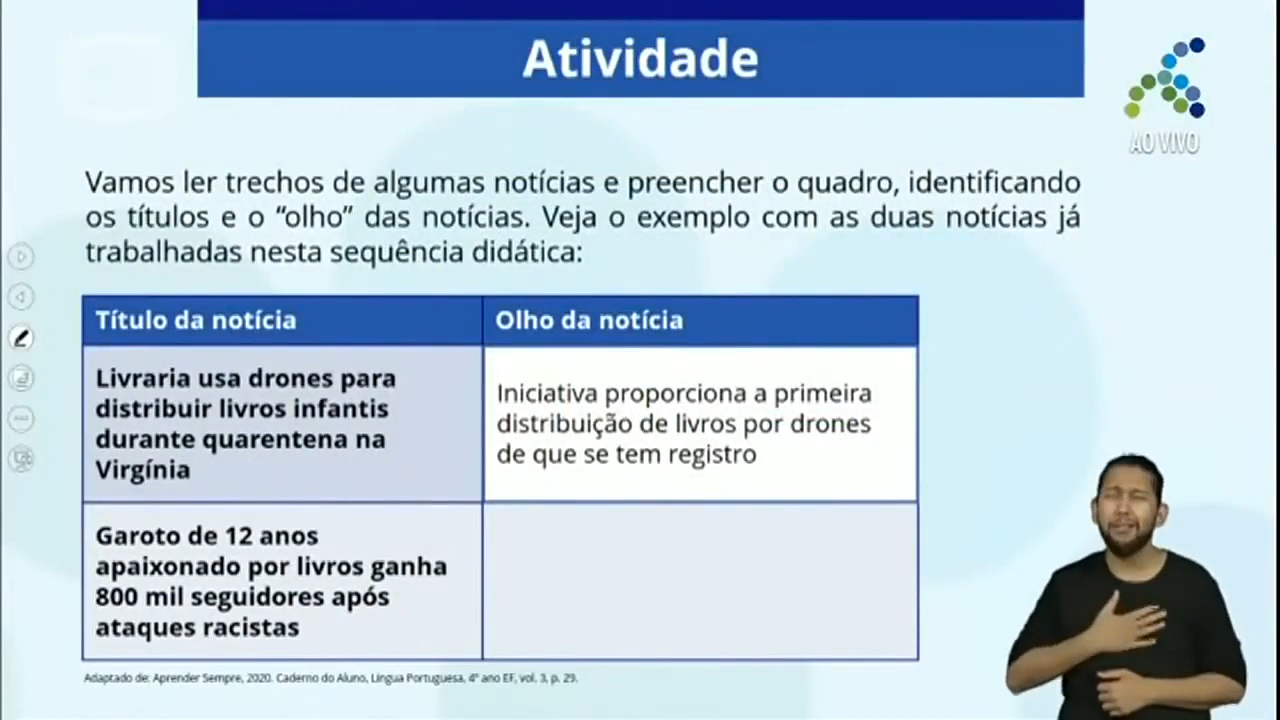 Atividade
AO VIVO
Vamos ler trechos de algumas notícias e preencher o quadro, identificando
os títulos e o “olho” das notícias. Veja o exemplo com as duas notícias já
trabalhadas nesta sequência didática:
Título da notícia
Olho da notícia
Livraria usa drones para
distribuir livros infantis
durante quarentena na
Virgínia
Iniciativa proporciona a primeira
distribuição de livros por drones
de que se tem registro
Garoto de 12 anos
apaixonado por livros ganha
800 mil seguidores após
ataques racistas
Adaptado de: Aprender Sempre, 2020. Caderno do Aluno, Língua Portuguesa, 4º ano EF, vol. 3, p. 29.